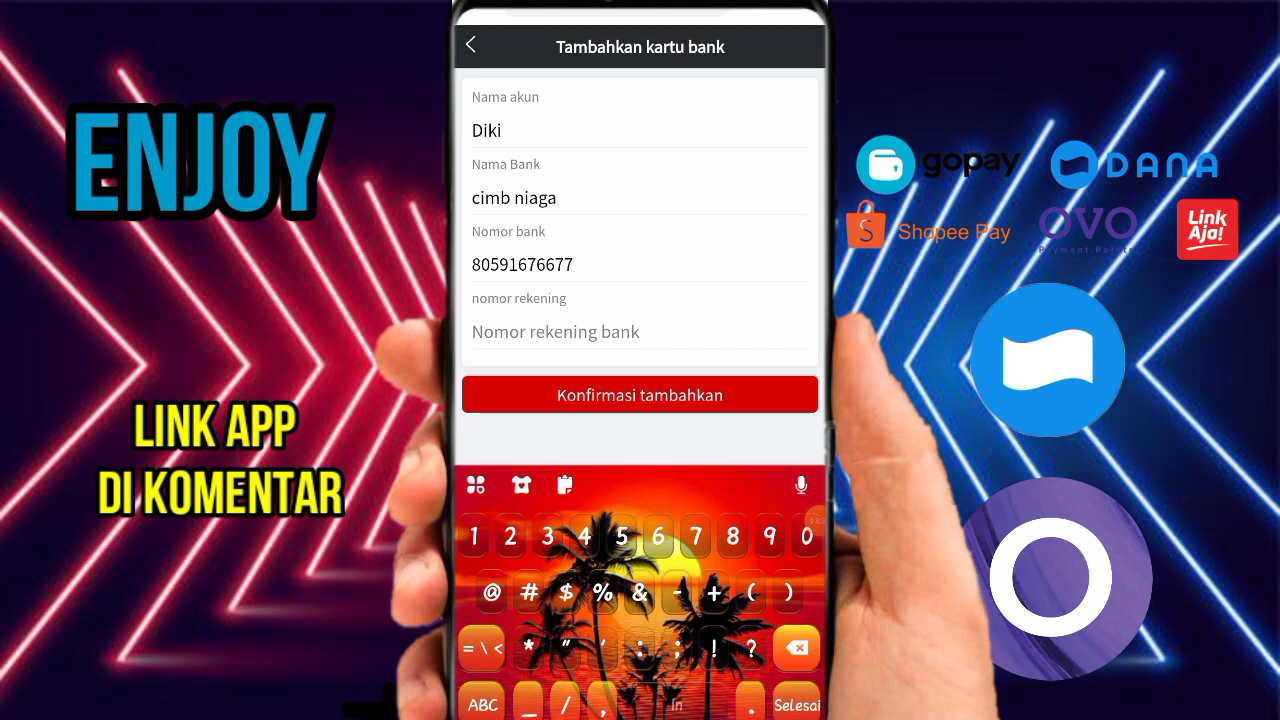 Tambahkan kartu bank
Nama akun
Diki
Nama Bank
cimb niaga
Nomor bank
80591676677
nomor rekening
Nomor rekening bank
Konfirmasi tambahkan
ENJOY
LINK APP
DI KOMENTAR
gopay
DANA
Shopee Pay
OVO
Link
Aja!
1 2 3 4 5 6 7 8 9 0
@ # $ % & - + ( )
= \ < * " ' : ; ! ?
ABC _ / , In . Selesai